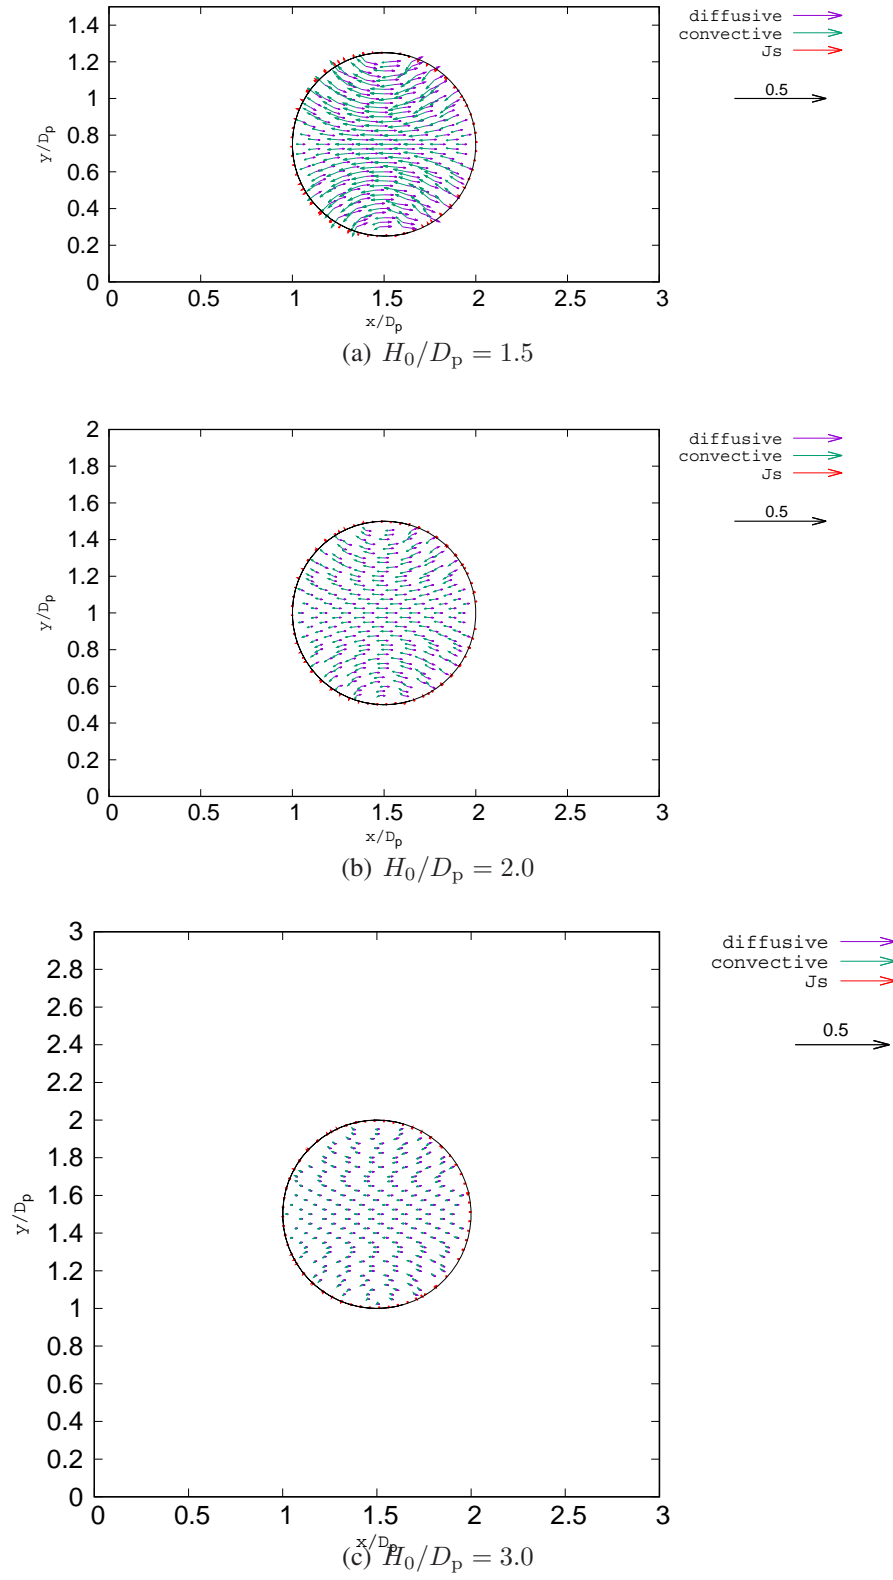 diffusive
convective
Js
0.5
y/Dp
1.4
1.2
1
0.8
0.6
0.4
0.2
0
0 0.5 1 1.5 2 2.5 3
x/Dp
(a) H0/Dp = 1.5
diffusive
convective
Js
0.5
y/Dp
2
1.8
1.6
1.4
1.2
1
0.8
0.6
0.4
0.2
0
0 0.5 1 1.5 2 2.5 3
x/Dp
(b) H0/Dp = 2.0
diffusive
convective
Js
0.5
y/Dp
3
2.8
2.6
2.4
2.2
2
1.8
1.6
1.4
1.2
1
0.8
0.6
0.4
0.2
0
0 0.5 1 1.5 2 2.5 3
x/Dp
(c) H0/Dp = 3.0